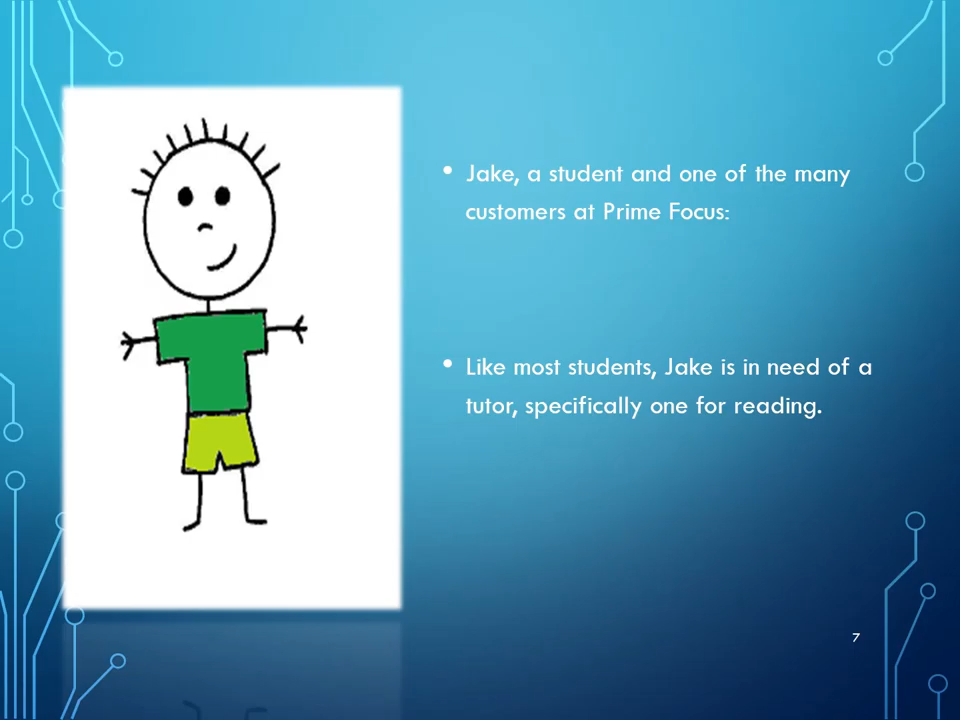 • Jake, a student and one of the many
customers at Prime Focus:
• Like most students, Jake is in need of a
tutor, specifically one for reading.
7